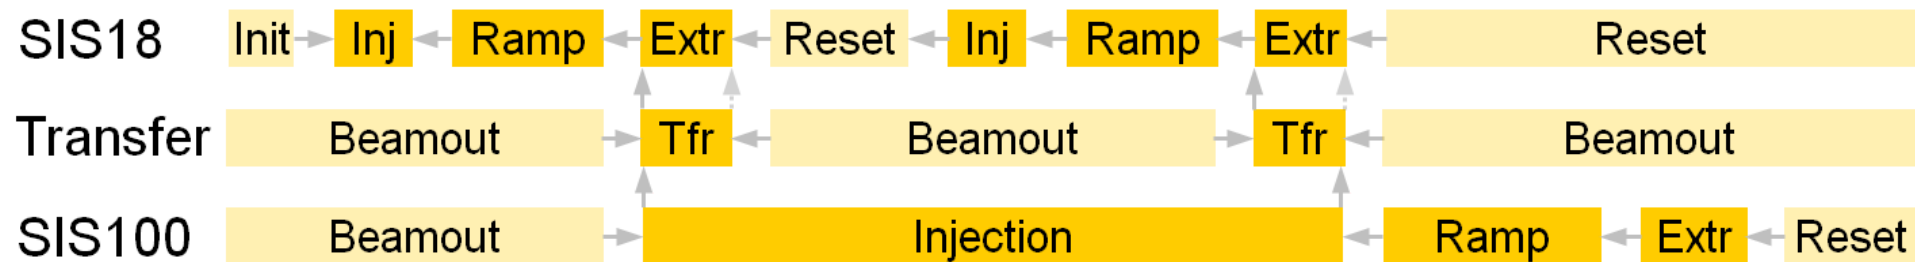 SIS18 Init Inj Ramp Extr Reset Inj Ramp Extr Reset
Transfer Beamout Tfr Beamout Tfr Beamout
SIS100 Beamout Injection Ramp Extr Reset